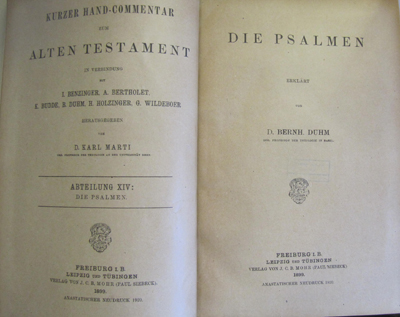 KURZER HAND-COMMENTAR
ZUM
ALTEN TESTAMENT
IN VERBINDUNG
MIT
I. BENZINGER, A. BERTHOLET,
K. BUDDE, B. DUHM, H. HOLZINGER, G. WILDEBOER
HERAUSGEGEBEN
VON
D. KARL MARTI
ABTEILUNG XIV:
DIE PSALMEN.
FREIBURG I. B.
LEIPZIG UND TÜBINGEN
VERLAG VON J. C. B. MOHR (PAUL SIEBECK)
1899.
ANASTATISCHER NEUDRUCK
DIE PSALMEN
ERKLÄRT
VON
D. BERNH. DUHM
FREIBURG I. B.
LEIPZIG UND TÜBINGEN
VERLAG VON J. C. B. MOHR (PAUL SIEBECK)
1899.
ANASTATISCHER NEUDRUCK